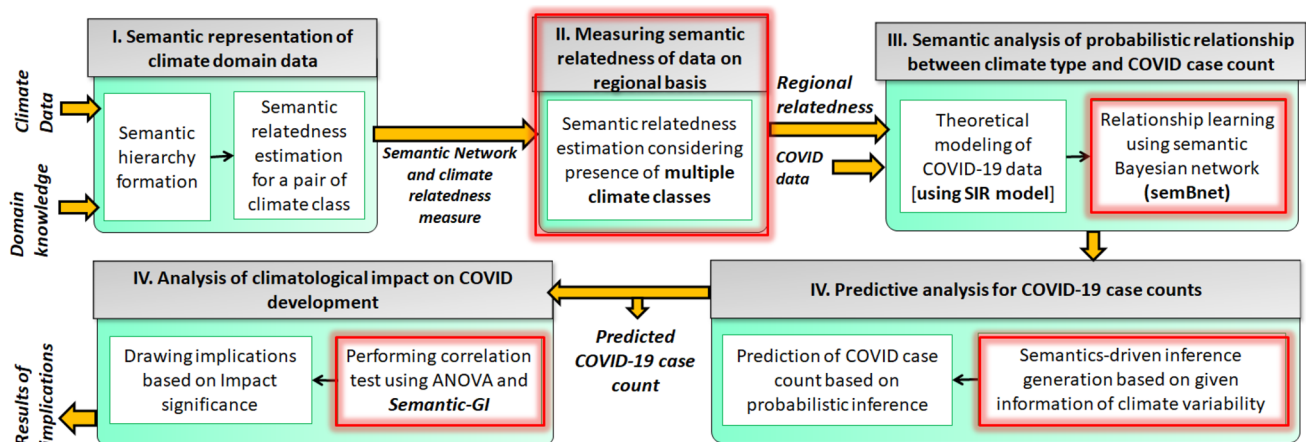 I. Semantic representation of
climate domain data
Climate
Data
Domain
knowledge
Semantic
hierarchy
formation
Semantic
relatedness
estimation
for a pair of
climate class
Semantic Network
and climate
relatedness
measure
II. Measuring semantic
relatedness of data on
regional basis
Semantic relatedness
estimation considering
presence of multiple
climate classes
Regional
relatedness
COVID
data
III. Semantic analysis of probabilistic relationship
between climate type and COVID case count
Theoretical
modeling of
COVID-19 data
[using SIR model]
Relationship learning
using semantic
Bayesian network
(semBnet)
IV. Predictive analysis for COVID-19 case counts
Semantics-driven inference
generation based on given
information of climate variability
Prediction of COVID case
count based on
probabilistic inference
Predicted
COVID-19 case
count
IV. Analysis of climatological impact on COVID
development
Performing correlation
test using ANOVA and
Semantic-GI
Drawing implications
based on Impact
significance
Results of
implications